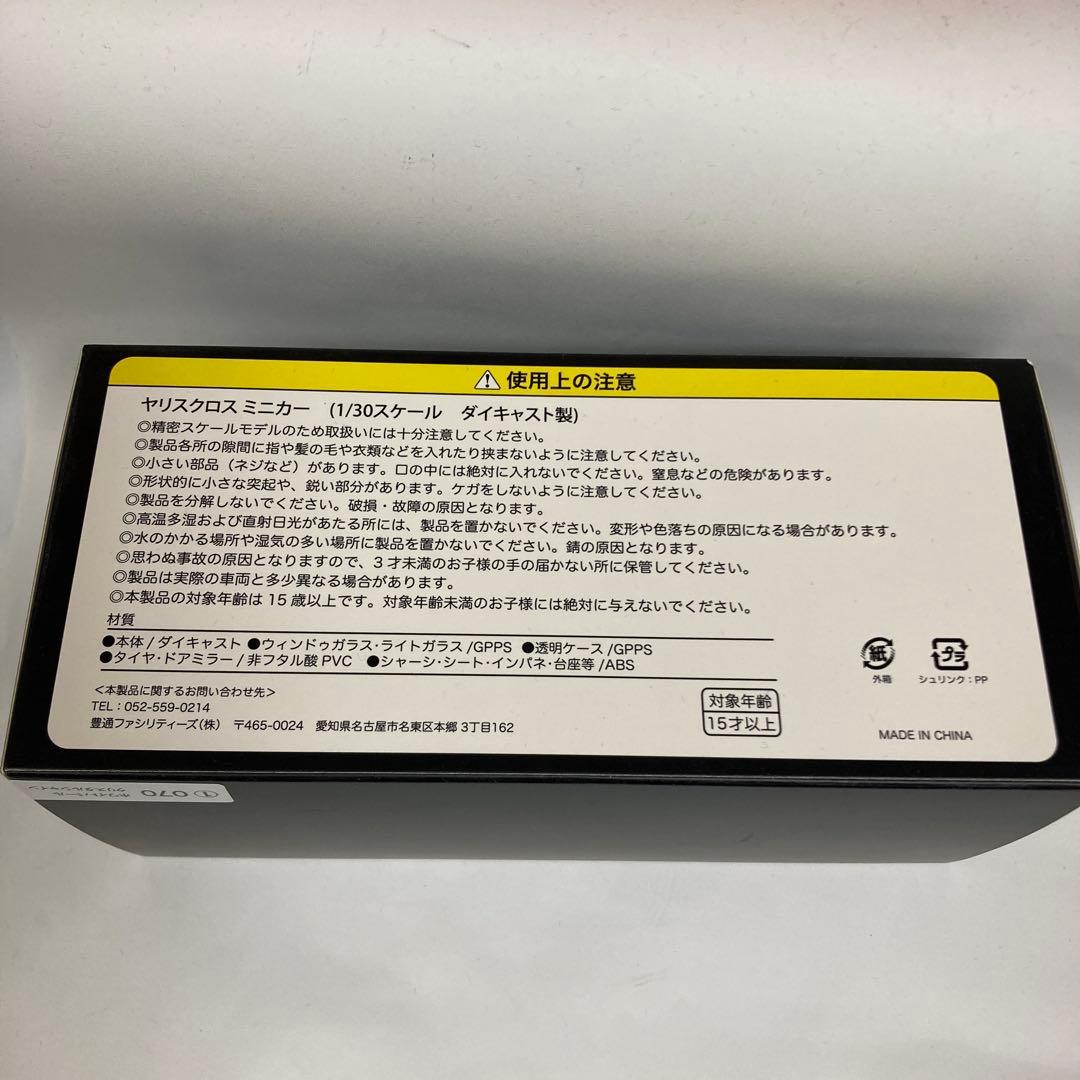 ⚠ 使用上の注意
ヤリスクロス ミニカー (1/30スケール ダイキャスト製)
◎精密スケールモデルのため取扱いには十分注意してください。
◎製品各所の隙間に指や髪の毛や衣類などを入れたり挟まないように注意してください。
◎小さい部品(ネジなど)があります。口の中には絶対に入れないでください。窒息などの危険があります。
◎形状的に小さな突起や、鋭い部分があります。ケガをしないように注意してください。
◎製品を分解しないでください。破損・故障の原因となります。
◎高温多湿および直射日光があたる所には、製品を置かないでください。変形や色落ちの原因になる場合があります。
◎水のかかる場所や湿気の多い場所に製品を置かないでください。錆の原因となります。
◎思わぬ事故の原因となりますので、3才未満のお子様の手の届かない所に保管してください。
◎製品は実際の車両と多少異なる場合があります。
◎本製品の対象年齢は 15 歳以上です。対象年齢未満のお子様には絶対に与えないでください。
材質
●本体 / ダイキャスト ●ウィンドゥガラス・ライトガラス /GPPS ●透明ケース /GPPS
●タイヤ・ドアミラー / 非フタル酸 PVC ●シャーシ・シート・インパネ・台座等 /ABS
<本製品に関するお問い合わせ先>
TEL:052-559-0214
豊通ファシリティーズ(株) 〒465-0024 愛知県名古屋市名東区本郷 3丁目162
対象年齢
15才以上
紙
外箱
プラ
シュリンク:PP
MADE IN CHINA
① 070 ホワイトパール
クリスタルシャイン